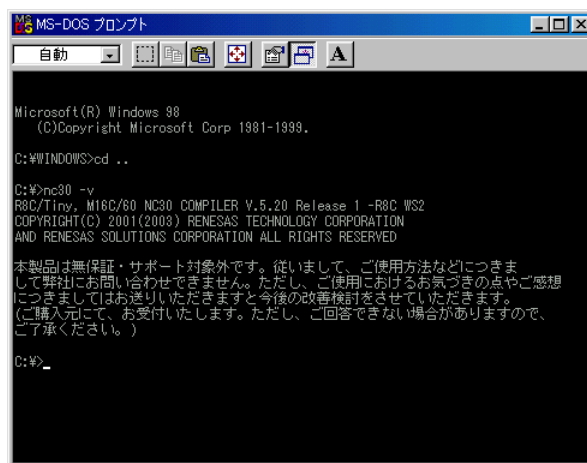 MS-DOS プロンプト
自動
A
Microsoft(R) Windows 98
(C)Copyright Microsoft Corp 1981-1999.
C:¥WINDOWS>cd ..
C:¥>nc30 -v
R8C/Tiny, M16C/60 NC30 COMPILER V.5.20 Release 1 -R8C WS2
COPYRIGHT(C) 2001(2003) RENESAS TECHNOLOGY CORPORATION
AND RENESAS SOLUTIONS CORPORATION ALL RIGHTS RESERVED
本製品は無保証・サポート対象外です。従いまして、ご使用方法などにつきま
して弊社にお問い合わせできません。ただし、ご使用におけるお気づきの点やご感想
につきましてはお送りいただきますと今後の改善検討をさせていただきます。
(ご購入元にて、お受付いたします。ただし、ご回答できない場合がありますので、
ご了承ください。)
C:¥>_